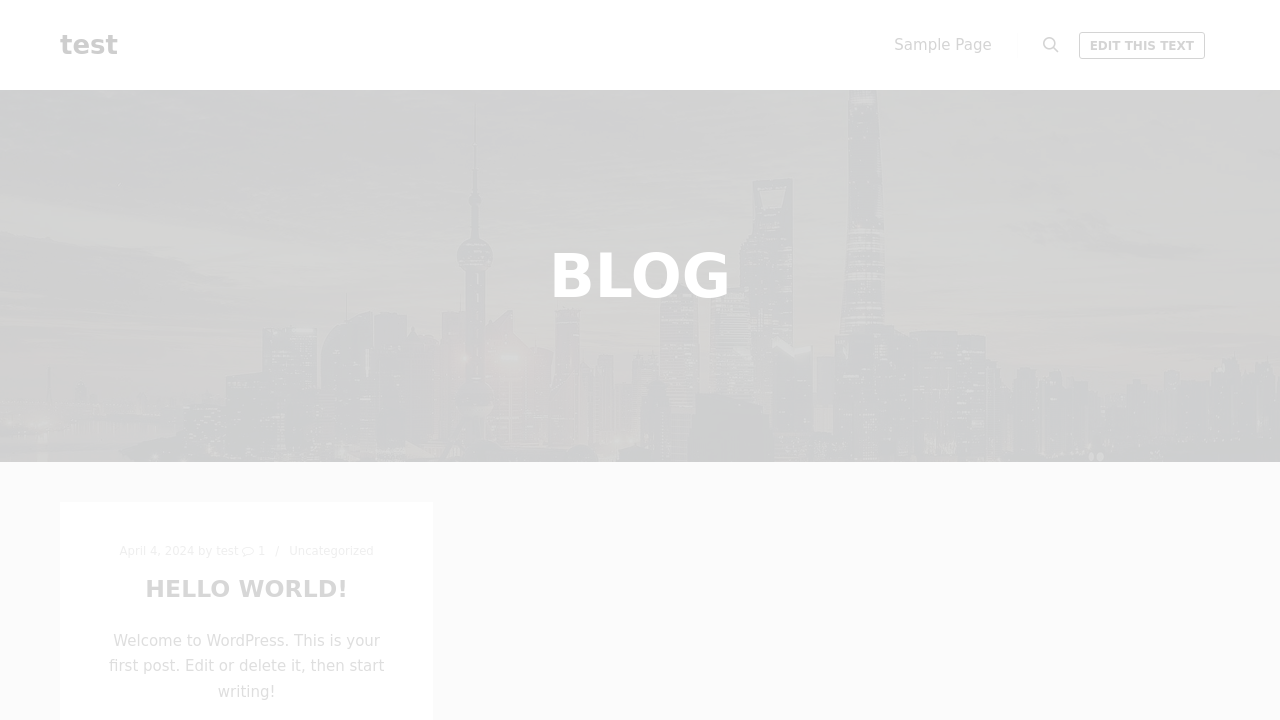 test
Sample Page
EDIT THIS TEXT
BLOG
April 4, 2024 by test 1 / Uncategorized
HELLO WORLD!
Welcome to WordPress. This is your
first post. Edit or delete it, then start
writing!